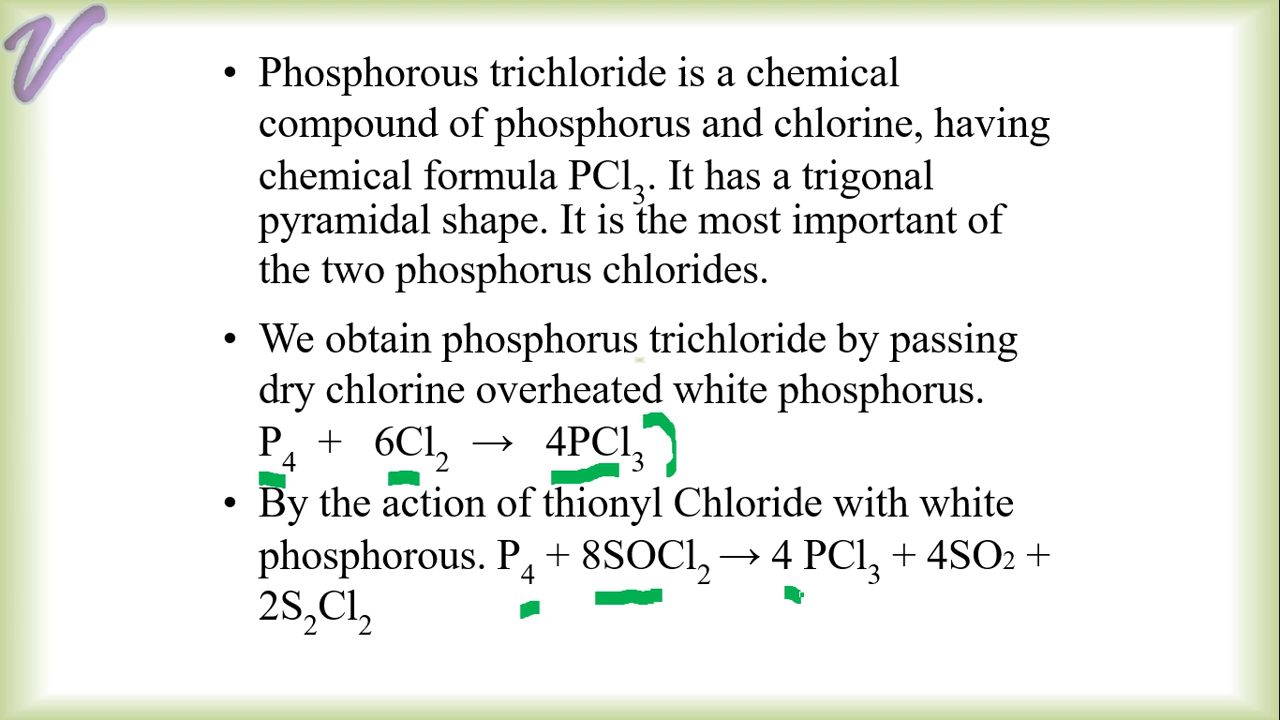 V
• Phosphorous trichloride is a chemical
compound of phosphorus and chlorine, having
chemical formula PCl₃. It has a trigonal
pyramidal shape. It is the most important of
the two phosphorus chlorides.
• We obtain phosphorus trichloride by passing
dry chlorine overheated white phosphorus.
P₄ + 6Cl₂ → 4PCl₃
• By the action of thionyl Chloride with white
phosphorous. P₄ + 8SOCl₂ → 4 PCl₃ + 4SO₂ +
2S₂Cl₂